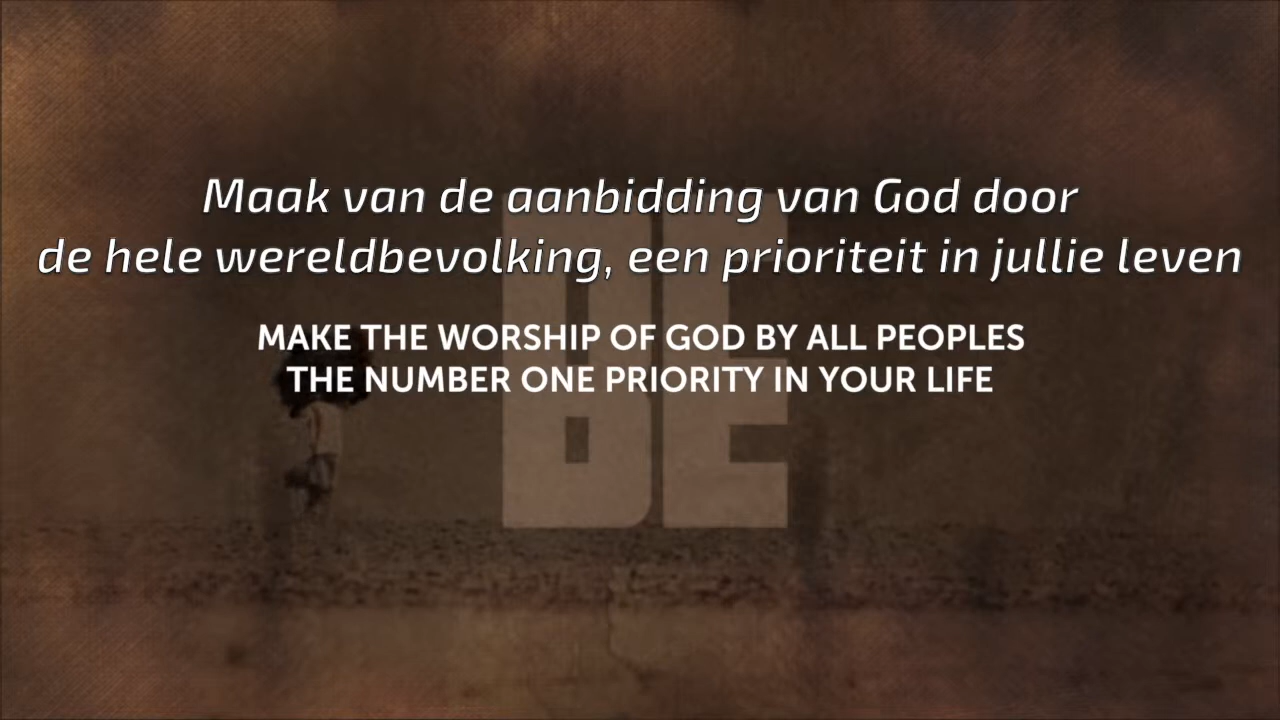 Maak van de aanbidding van God door
de hele wereldbevolking, een prioriteit in jullie leven
MAKE THE WORSHIP OF GOD BY ALL PEOPLES
THE NUMBER ONE PRIORITY IN YOUR LIFE
BE